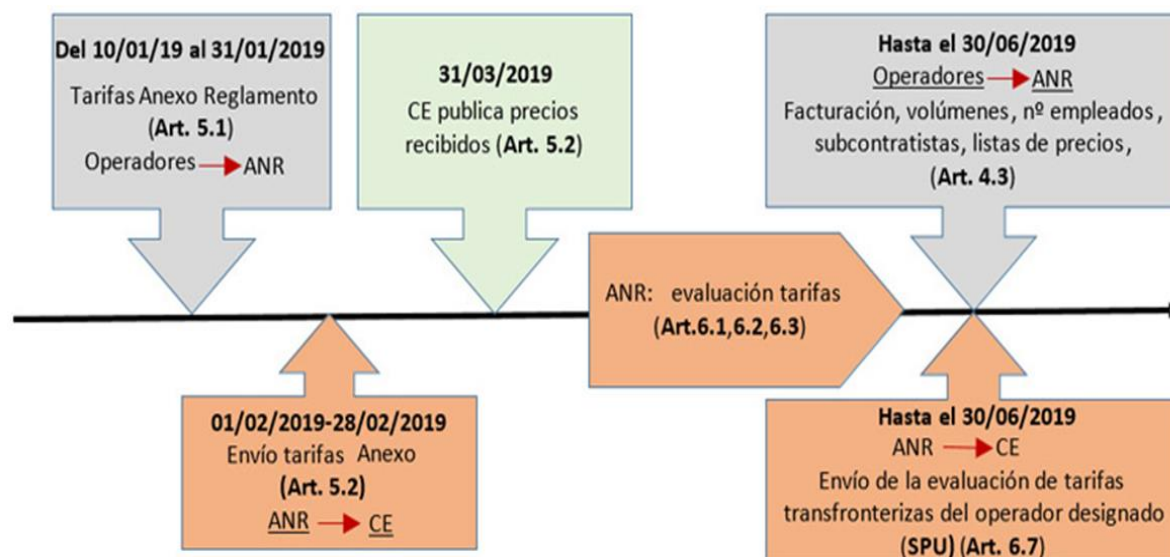 Del 10/01/19 al 31/01/2019
Tarifas Anexo Reglamento
(Art. 5.1)
Operadores ANR
31/03/2019
CE publica precios
recibidos (Art. 5.2)
Hasta el 30/06/2019
Operadores ANR
Facturación, volúmenes, nº empleados,
subcontratistas, listas de precios,
(Art. 4.3)
ANR: evaluación tarifas
(Art.6.1,6.2,6.3)
01/02/2019-28/02/2019
Envío tarifas Anexo
(Art. 5.2)
ANR CE
Hasta el 30/06/2019
ANR CE
Envío de la evaluación de tarifas
transfronterizas del operador designado
(SPU) (Art. 6.7)